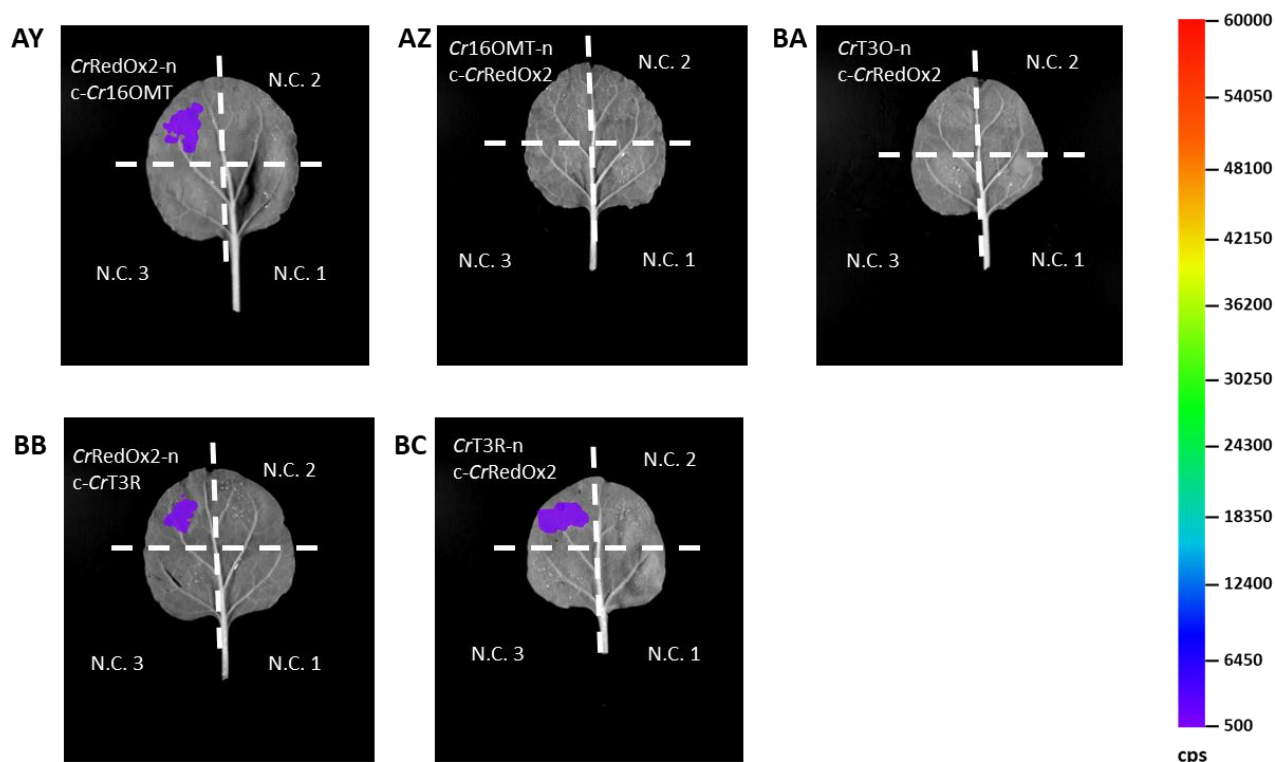 AY
CrRedOx2-n
c-Cr16OMT
N.C. 2
N.C. 3
N.C. 1
AZ
Cr16OMT-n
c-CrRedOx2
N.C. 2
N.C. 3
N.C. 1
BA
CrT3O-n
c-CrRedOx2
N.C. 2
N.C. 3
N.C. 1
BB
CrRedOx2-n
c-CrT3R
N.C. 2
N.C. 3
N.C. 1
BC
CrT3R-n
c-CrRedOx2
N.C. 2
N.C. 3
N.C. 1
60000
54050
48100
42150
36200
30250
24300
18350
12400
6450
500
cps